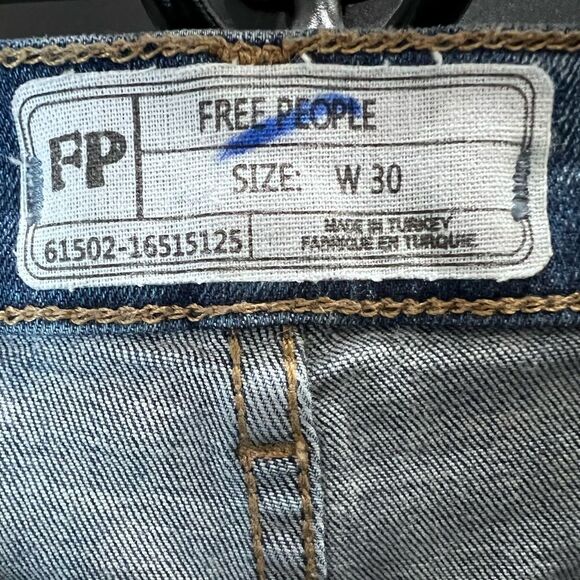 FP
FREE PEOPLE
SIZE: W 30
61502-16515125
MADE IN TURKEY
FABRIQUE EN TURQUIE